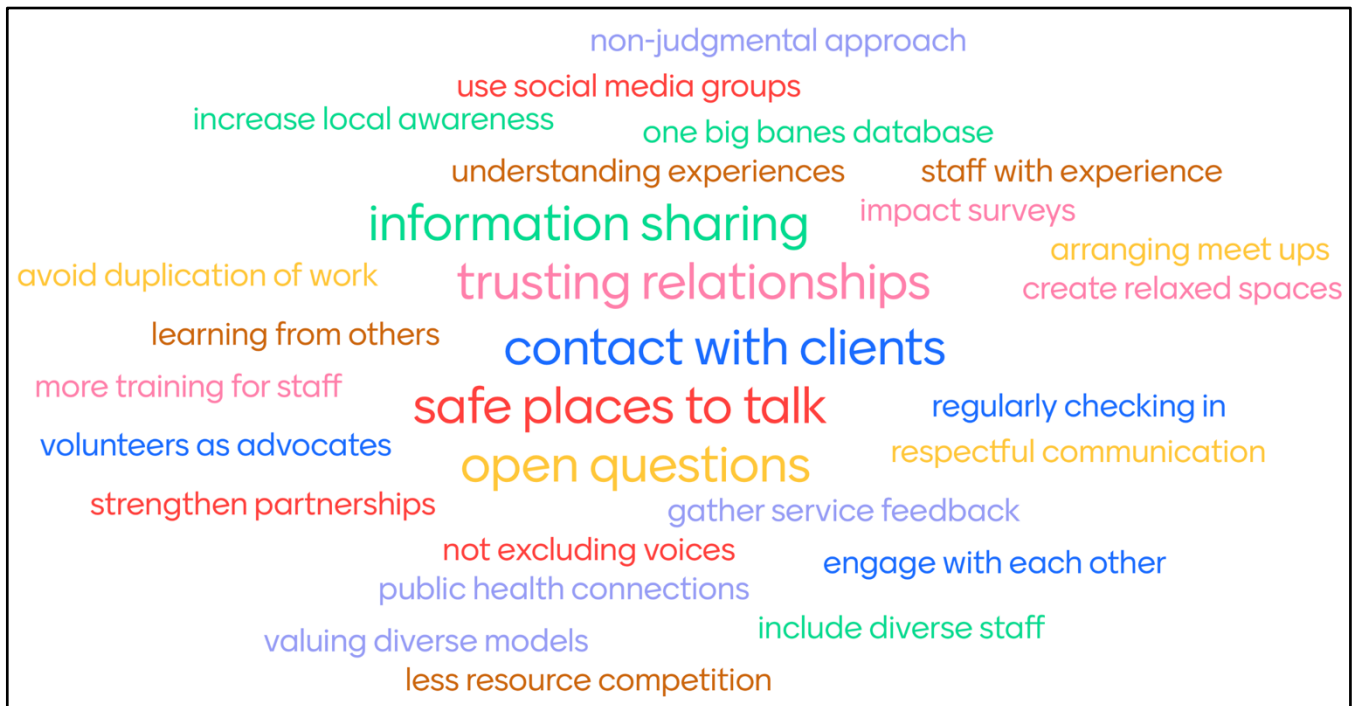 non-judgmental approach
use social media groups
increase local awareness
one big banes database
understanding experiences
staff with experience
information sharing
impact surveys
arranging meet ups
avoid duplication of work
trusting relationships
create relaxed spaces
learning from others
contact with clients
more training for staff
safe places to talk
regularly checking in
volunteers as advocates
respectful communication
open questions
strengthen partnerships
gather service feedback
not excluding voices
engage with each other
public health connections
include diverse staff
valuing diverse models
less resource competition